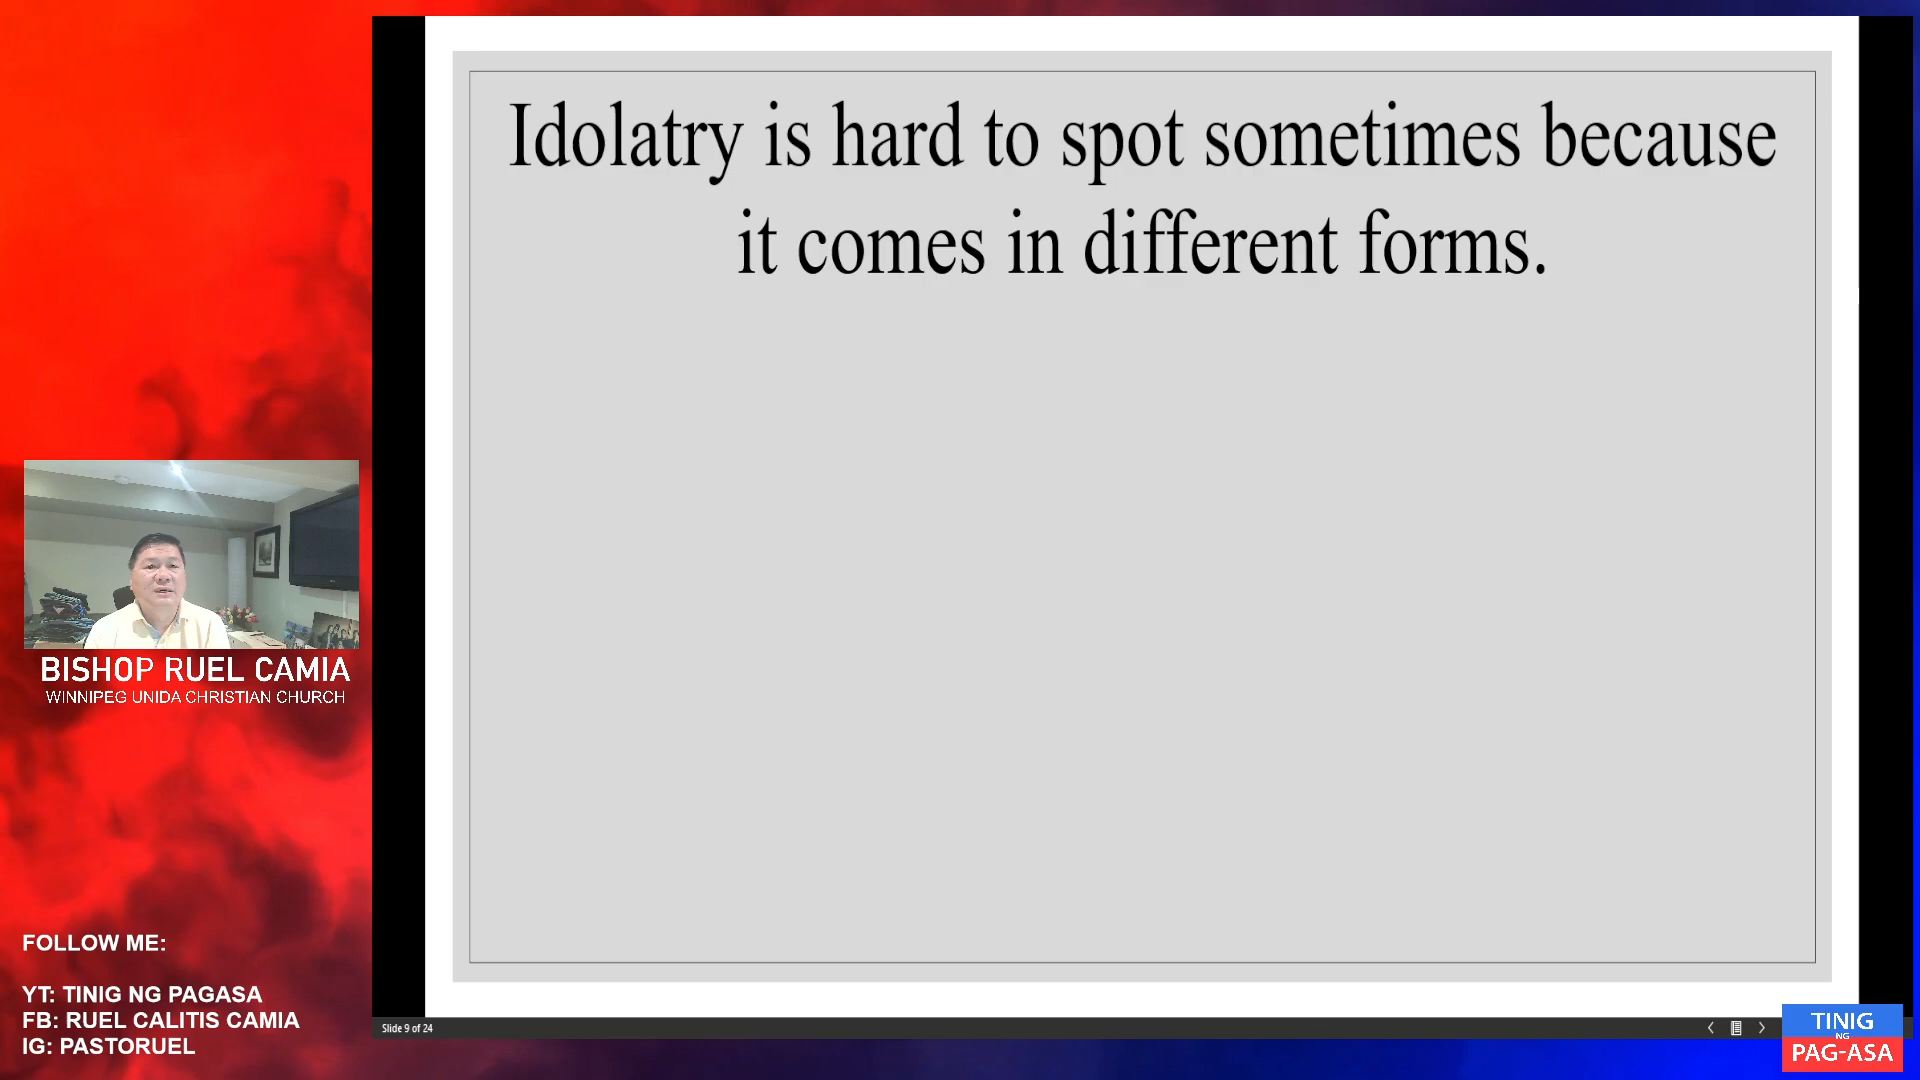 Idolatry is hard to spot sometimes because
it comes in different forms.
BISHOP RUEL CAMIA
WINNIPEG UNIDA CHRISTIAN CHURCH
FOLLOW ME:
YT: TINIG NG PAGASA
FB: RUEL CALITIS CAMIA
IG: PASTORUEL
Slide 9 of 24
TINIG
NG
PAG-ASA